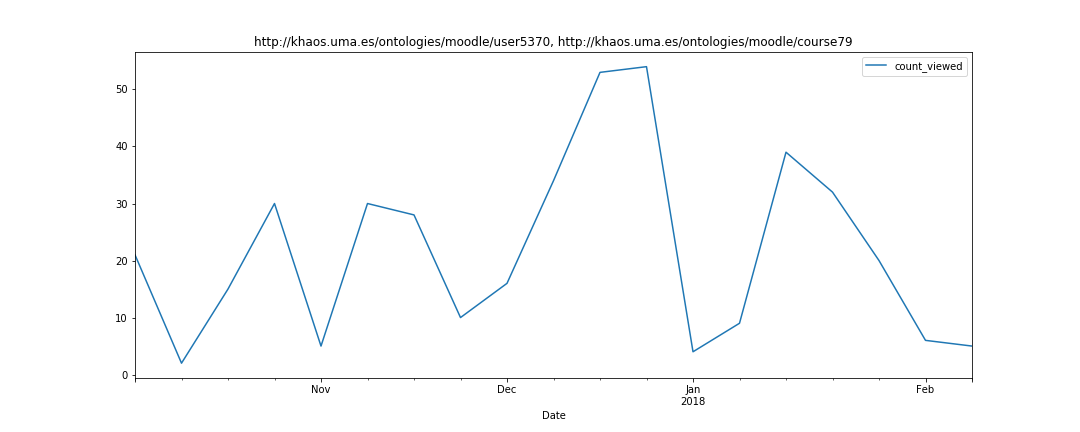 http://khaos.uma.es/ontologies/moodle/user5370, http://khaos.uma.es/ontologies/moodle/course79
count_viewed
50
40
30
20
10
0
Nov
Dec
Jan
2018
Feb
Date